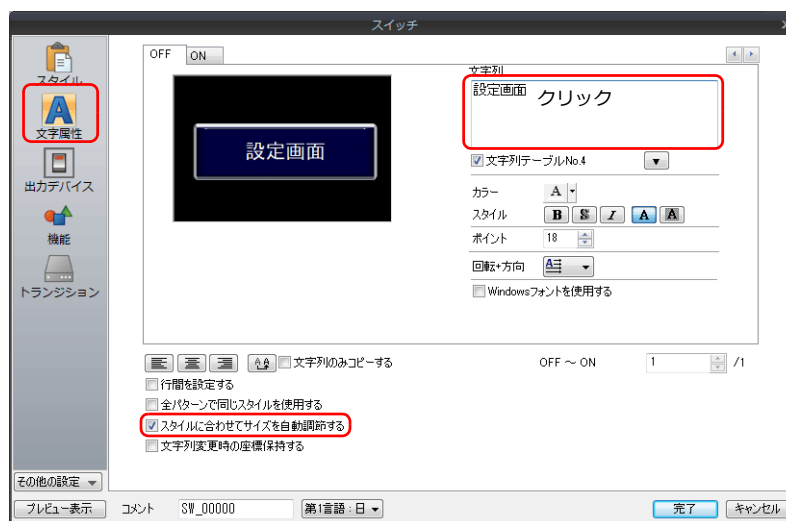 スイッチ
スタイル
文字属性
出力デバイス
機能
トランジション
その他の設定
OFF ON
設定画面
文字列
設定画面
クリック
文字列テーブルNo.4
カラー A
スタイル B S I A A
ポイント 18
回転+方向 A
Windowsフォントを使用する
文字列のみコピーする
OFF ～ ON 1 /1
行間を設定する
全パターンで同じスタイルを使用する
スタイルに合わせてサイズを自動調節する
文字列変更時の座標保持する
プレビュー表示 コメント SW_00000 第1言語:日 完了 キャンセル